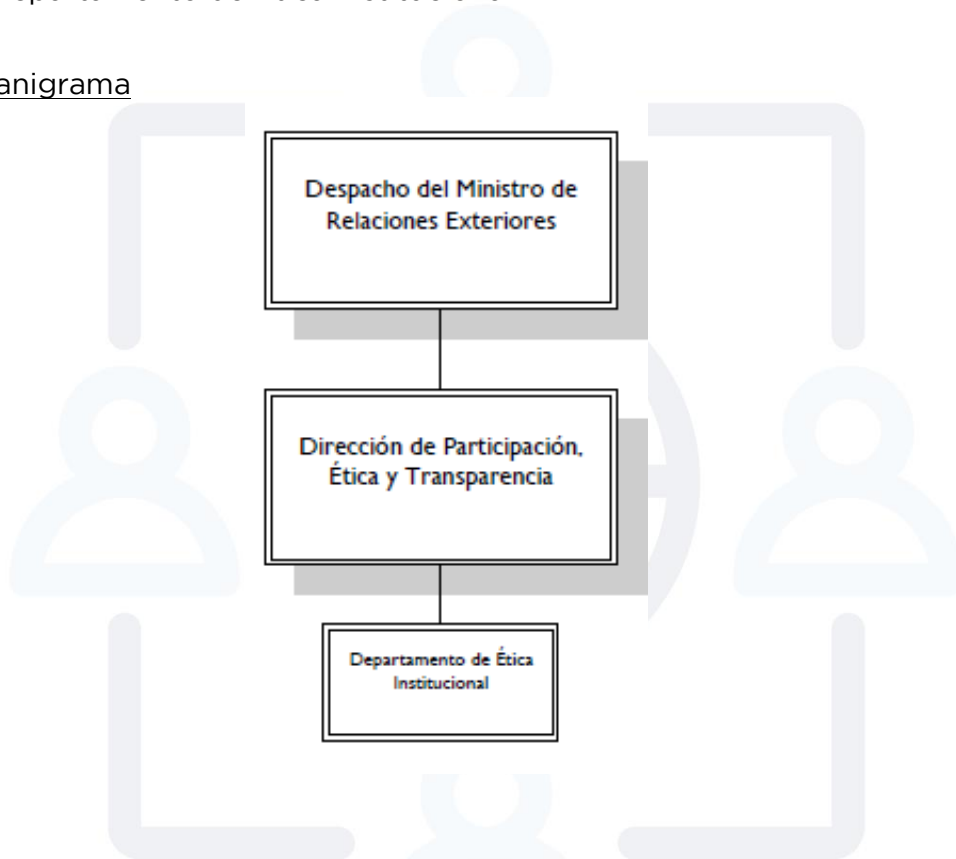 anigrama
Despacho del Ministro de
Relaciones Exteriores
Dirección de Participación,
Ética y Transparencia
Departamento de Ética
Institucional